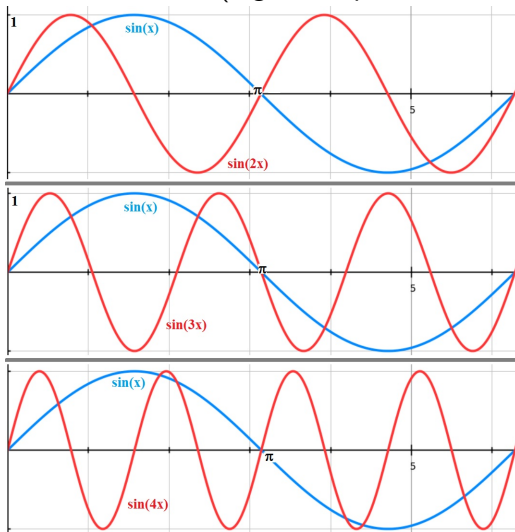 1
sin(x)
π
5
sin(2x)
1
sin(x)
π
5
sin(3x)
sin(x)
π
5
sin(4x)